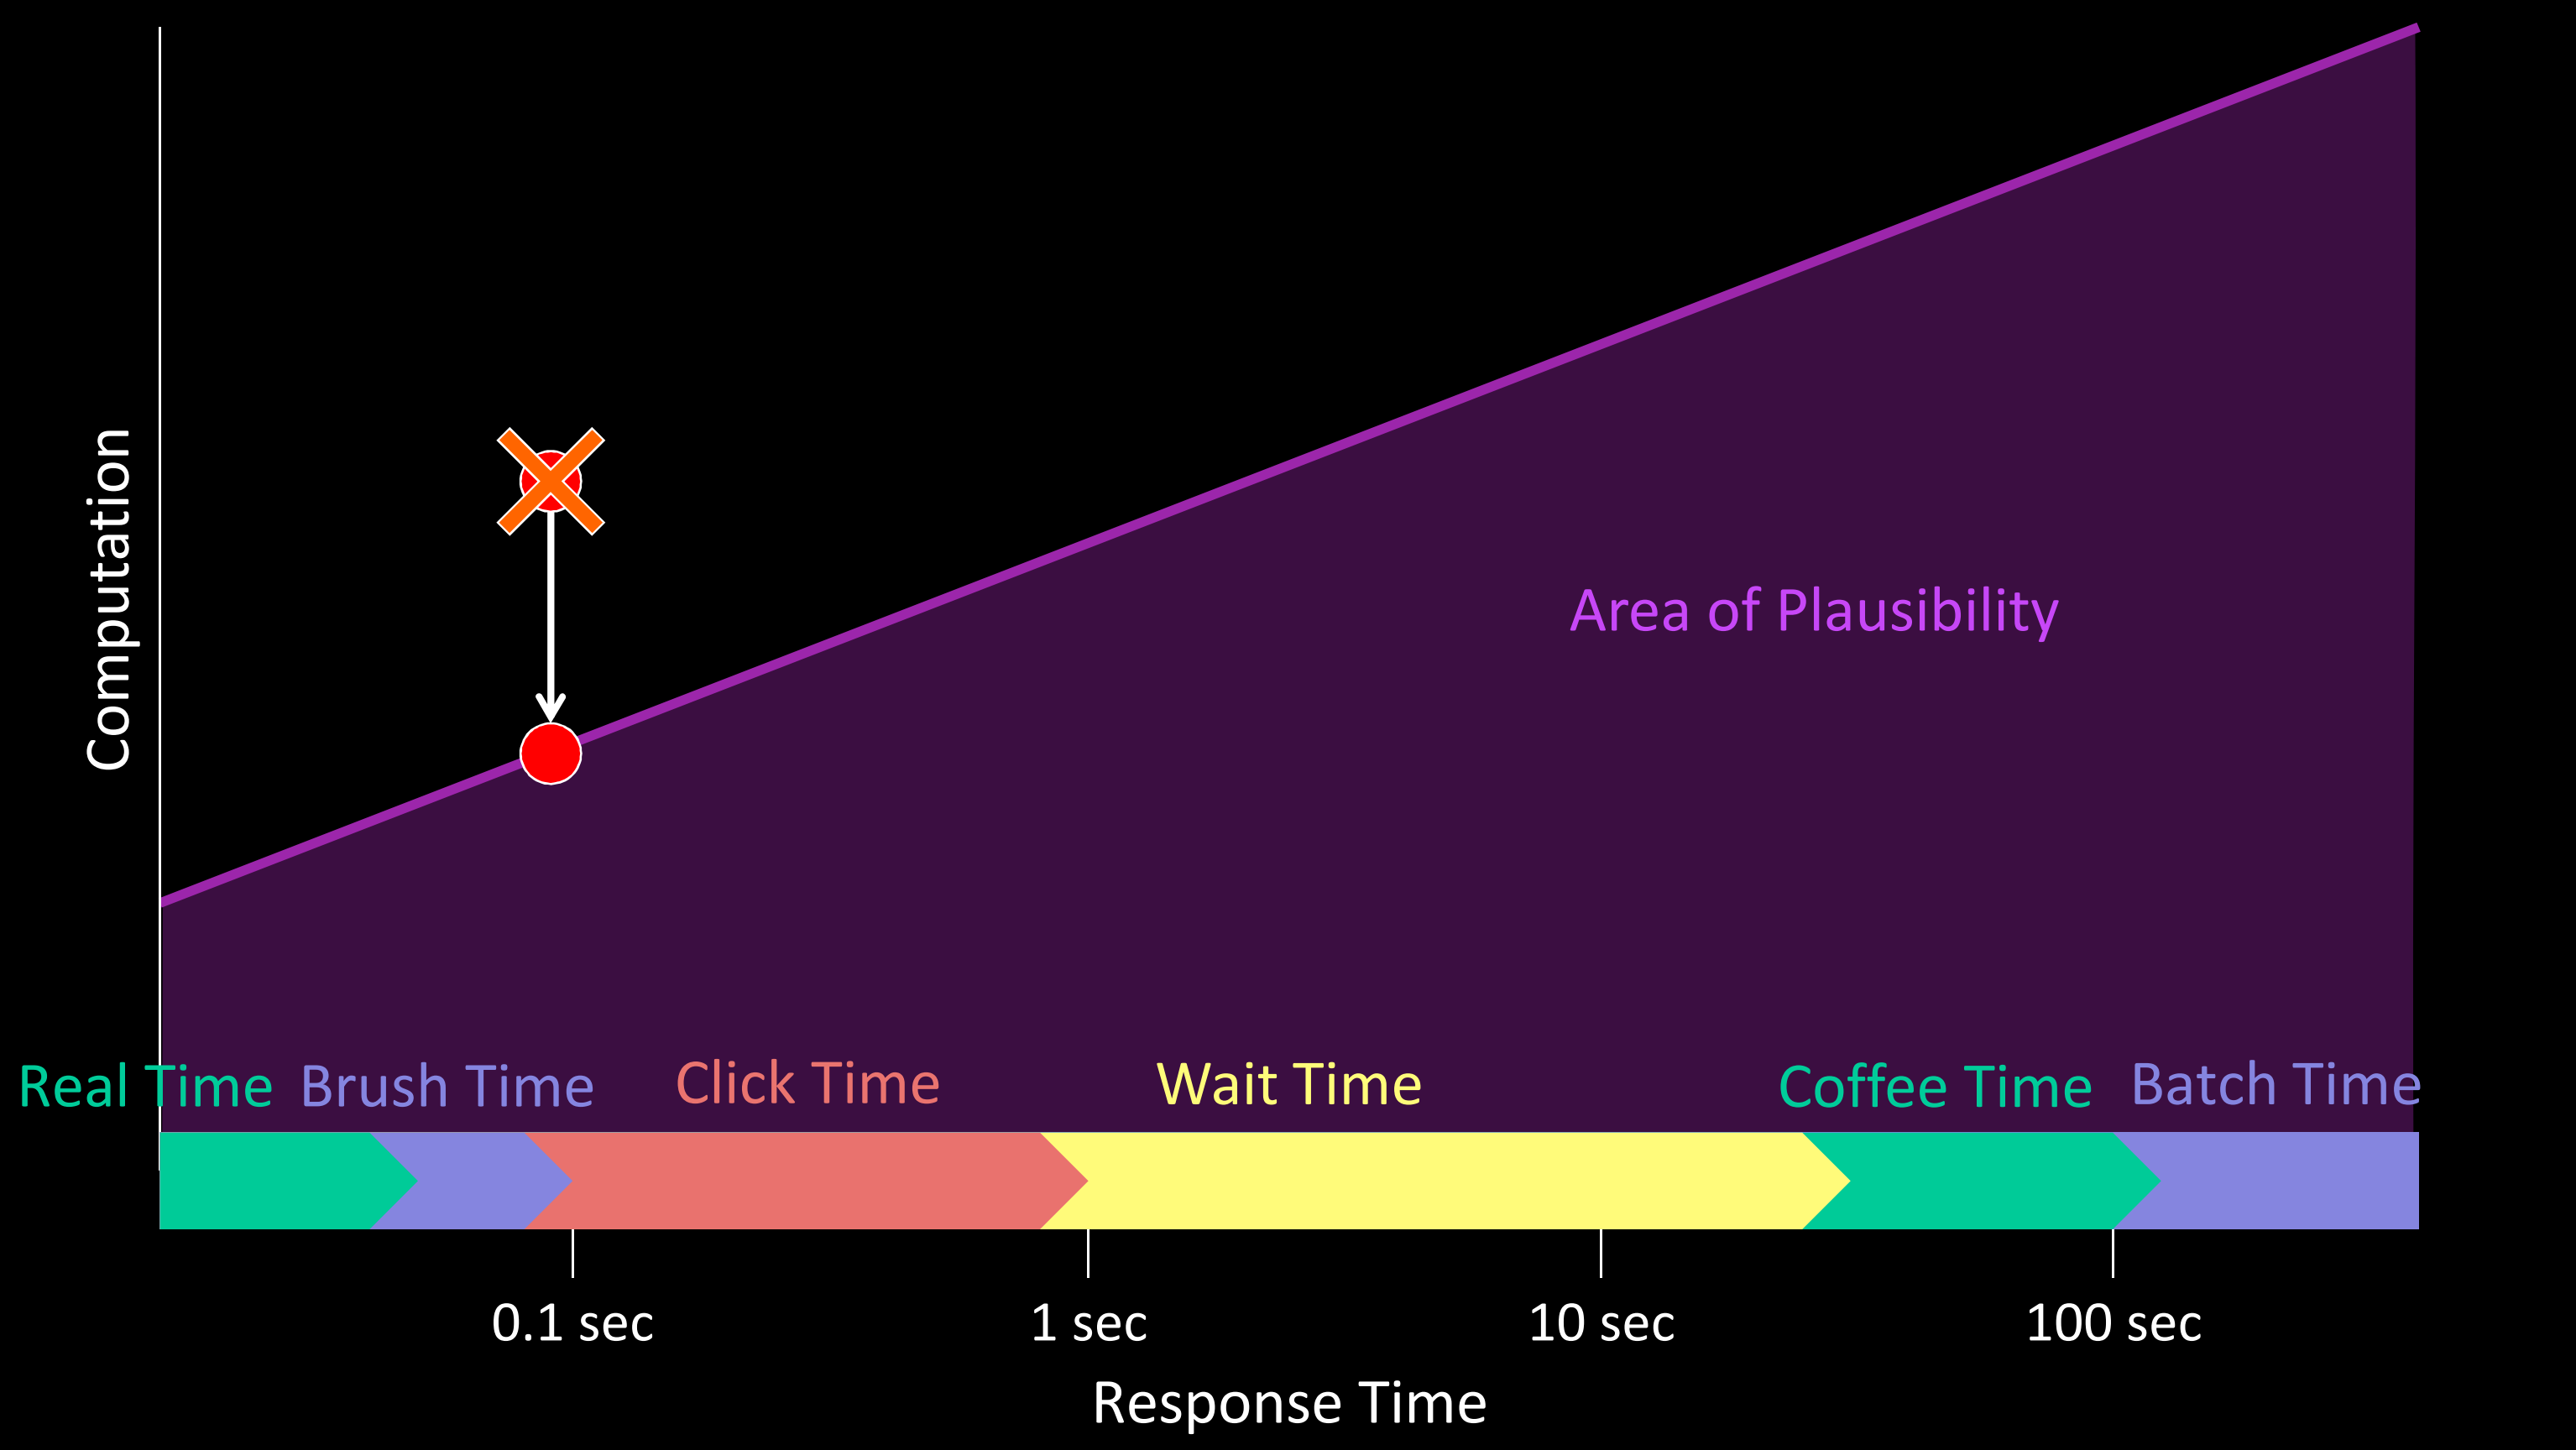 Computation
Area of Plausibility
Real Time
Brush Time
Click Time
Wait Time
Coffee Time
Batch Time
0.1 sec
1 sec
10 sec
100 sec
Response Time